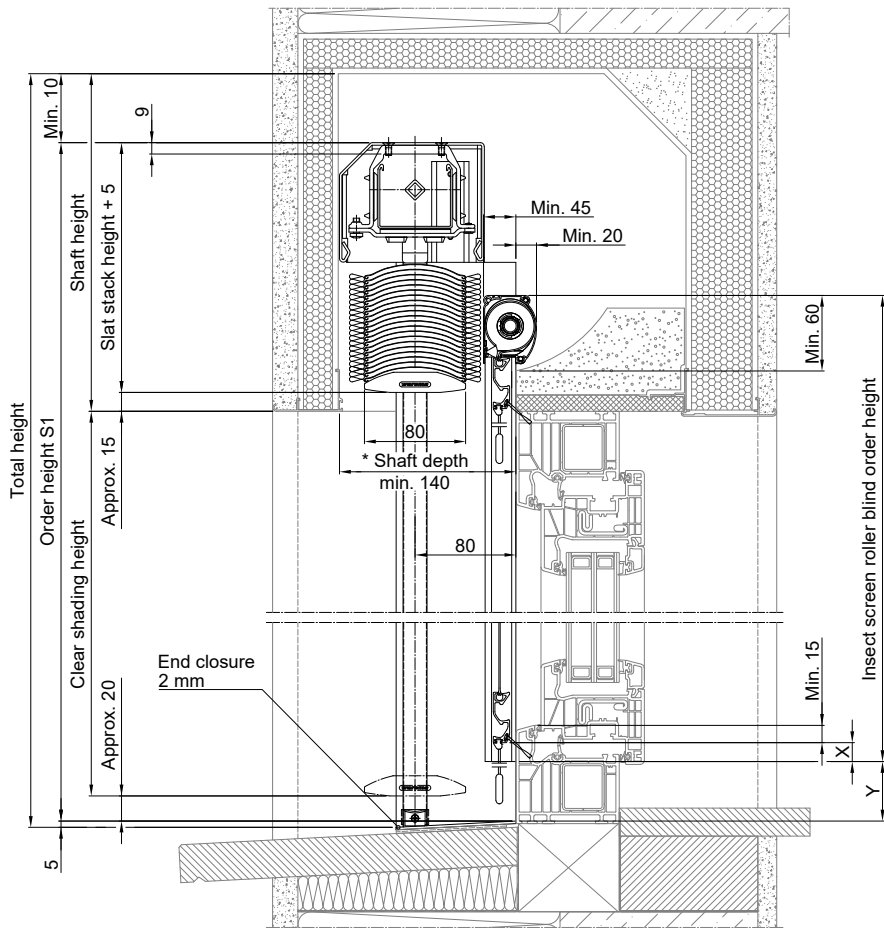 Min. 10
9
Total height
Order height S1
Shaft height
Slat stack height + 5
Min. 45
Min. 20
Min. 60
80
* Shaft depth
min. 140
80
Approx. 15
Clear shading height
Insect screen roller blind order height
End closure
2 mm
Approx. 20
Min. 15
X
Y
5